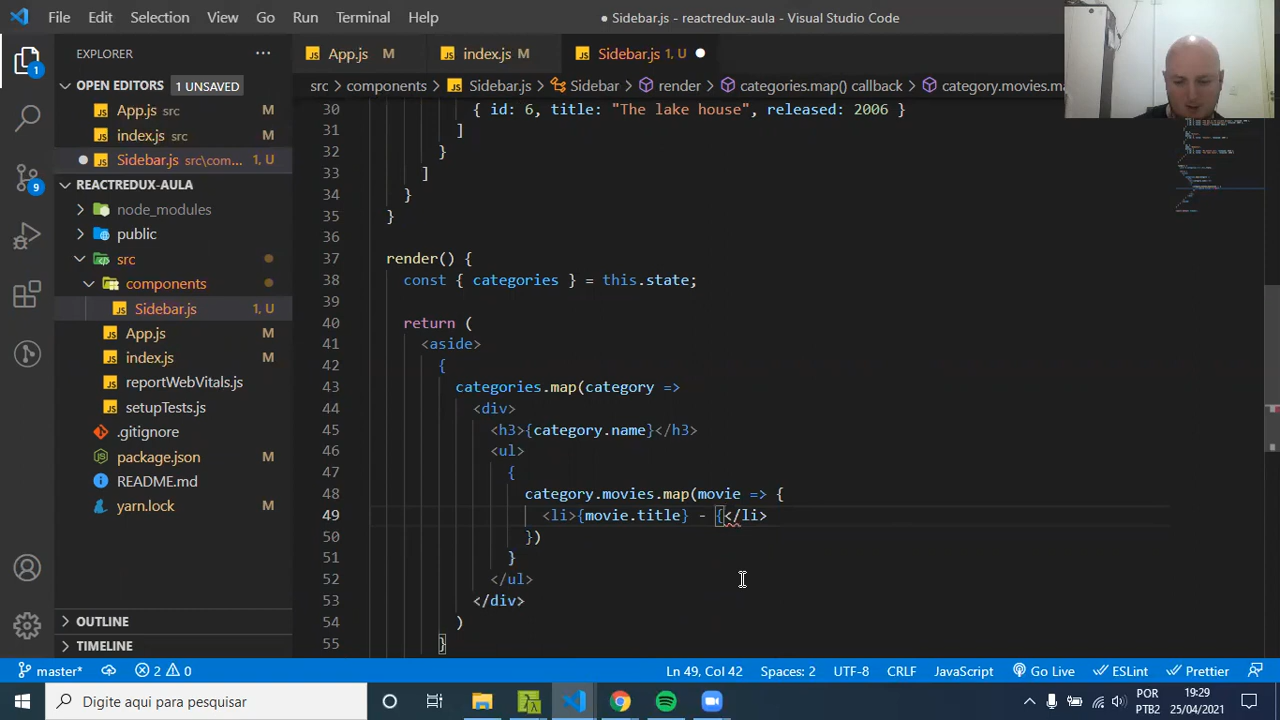 File Edit Selection View Go Run Terminal Help
● Sidebar.js - reactredux-aula - Visual Studio Code
EXPLORER ···
App.js M
index.js M
Sidebar.js 1, U ●
OPEN EDITORS 1 UNSAVED
App.js src M
index.js src M
● Sidebar.js src\com... 1, U
REACTREDUX-AULA
node_modules
public
src
components
Sidebar.js 1, U
App.js M
index.js M
reportWebVitals.js
setupTests.js
.gitignore
package.json M
README.md
yarn.lock M
OUTLINE
TIMELINE
1
9
src > components > Sidebar.js > Sidebar > render > categories.map() callback > category.movies.ma
30 { id: 6, title: "The lake house", released: 2006 }
31 ]
32 }
33 ]
34 }
35 }
36
37 render() {
38 const { categories } = this.state;
39
40 return (
41 <aside>
42 {
43 categories.map(category =>
44 <div>
45 <h3>{category.name}</h3>
46 <ul>
47 {
48 category.movies.map(movie => {
49 <li>{movie.title} - {</li>
50 })
51 }
52 </ul>
53 </div>
54 )
55 }
master* 2 0 Ln 49, Col 42 Spaces: 2 UTF-8 CRLF JavaScript Go Live ESLint Prettier
Digite aqui para pesquisar
POR
PTB2
19:29
25/04/2021